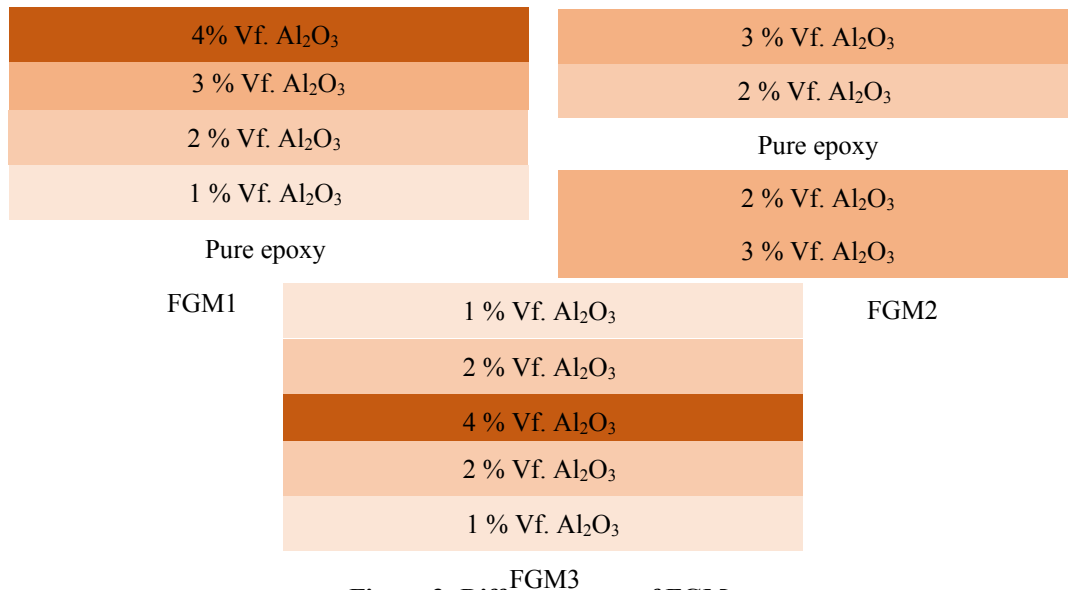 4% Vf. Al₂O₃
3 % Vf. Al₂O₃
2 % Vf. Al₂O₃
1 % Vf. Al₂O₃
Pure epoxy
FGM1
3 % Vf. Al₂O₃
2 % Vf. Al₂O₃
Pure epoxy
2 % Vf. Al₂O₃
3 % Vf. Al₂O₃
FGM2
1 % Vf. Al₂O₃
2 % Vf. Al₂O₃
4 % Vf. Al₂O₃
2 % Vf. Al₂O₃
1 % Vf. Al₂O₃
FGM3